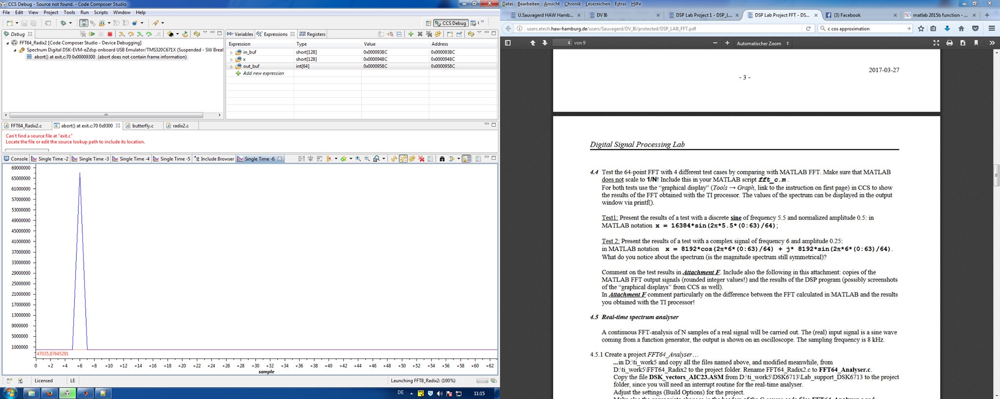 CCS Debug - Source not found. - Code Composer Studio
File Edit View Project Tools Run Scripts Window Help
CCS Debug
Debug
FFT64_Radix2 [Code Composer Studio - Device Debugging]
Spectrum Digital DSK-EVM-eZdsp onboard USB Emulator/TMS320C671X (Suspended - SW Breal
abort() at exit.c:70 0x00009300 (abort does not contain frame information)
(x)= Variables Expressions Registers
Expression Type Value Address
in_buf short[128] 0x0000938C 0x0000938C
x short[128] 0x0000948C 0x0000948C
out_buf int[64] 0x0000958C 0x0000958C
Add new expression
FFT64_Radix2.c abort() at exit.c:70 0x9300 butterfly.c radix2.c
Can't find a source file at "exit.c"
Locate the file or edit the source lookup path to include its location.
Console Single Time -2 Single Time -3 Single Time -4 Single Time -5 Include Browser Single Time -6
69000000
65000000
61000000
57000000
53000000
49000000
45000000
41000000
37000000
33000000
29000000
25000000
21000000
17000000
13000000
9000000
5000000
1000000
47035,87645291
0 +2 +4 +6 +8 +10 +12 +14 +16 +18 +20 +22 +24 +26 +28 +30 +32 +34 +36 +38 +40 +42 +44 +46 +48 +50 +52 +54 +56 +58 +60 +62
sample
Licensed LE Launching FFT8_Radix2: (100%)
DE 11:15
Datei Bearbeiten Ansicht Chronik Lesezeichen Extras Hilfe
U.Sauvagerd HAW Hamb... DV I6 DSP Lab Project 1 - DSP_L... DSP Lab Project FFT - DS... (3) Facebook matlab 2015b function - ...
users.etech.haw-hamburg.de/users/Sauvagerd/DV_I6/protected/DSP_LAB_FFT.pdf c cos approximation
4 von 9 Automatischer Zoom
2017-03-27
- 3 -
Digital Signal Processing Lab
4.4 Test the 64-point FFT with 4 different test cases by comparing with MATLAB FFT. Make sure that MATLAB
does not scale to 1/N! Include this in your MATLAB script fft_c.m .
For both tests use the “graphical display” (Tools → Graph, link to the instruction on first page) in CCS to show
the results of the FFT obtained with the TI processor. The values of the spectrum can be displayed in the output
window via printf().
Test1: Present the results of a test with a discrete sine of frequency 5.5 and normalized amplitude 0.5: in
MATLAB notation x = 16384*sin(2π*5.5*(0:63)/64);
Test 2: Present the results of a test with a complex signal of frequency 6 and amplitude 0.25:
in MATLAB notation x = 8192*cos(2π*6*(0:63)/64) + j* 8192*sin(2π*6*(0:63)/64).
What do you notice about the spectrum (is the magnitude spectrum still symmetrical)?
Comment on the test results in Attachment F. Include also the following in this attachment: copies of the
MATLAB FFT output signals (rounded integer values!) and the results of the DSP program (possibly screenshots
of the “graphical displays” from CCS as well).
In Attachment F comment particularly on the difference between the FFT calculated in MATLAB and the results
you obtained with the TI processor!
4.5 Real-time spectrum analyser
A continuous FFT-analysis of N samples of a real signal will be carried out. The (real) input signal is a sine wave
coming from a function generator, the output is shown on an oscilloscope. The sampling frequency is 8 kHz.
4.5.1 Create a project FFT64_Analyser…
...in D:\ti_work5 and copy all the files named above, and modified meanwhile, from
D:\ti_work5\FFT64_Radix2 to the project folder. Rename FFT64_Radix2.c to FFT64_Analyser.c.
Copy the file DSK_vectors_AIC23.ASM from D:\ti_work5\DSK6713\Lab_support_DSK6713 to the project
folder, since you will need an interrupt routine for the real-time analyser.
Adjust the settings (Build Options) for the project.